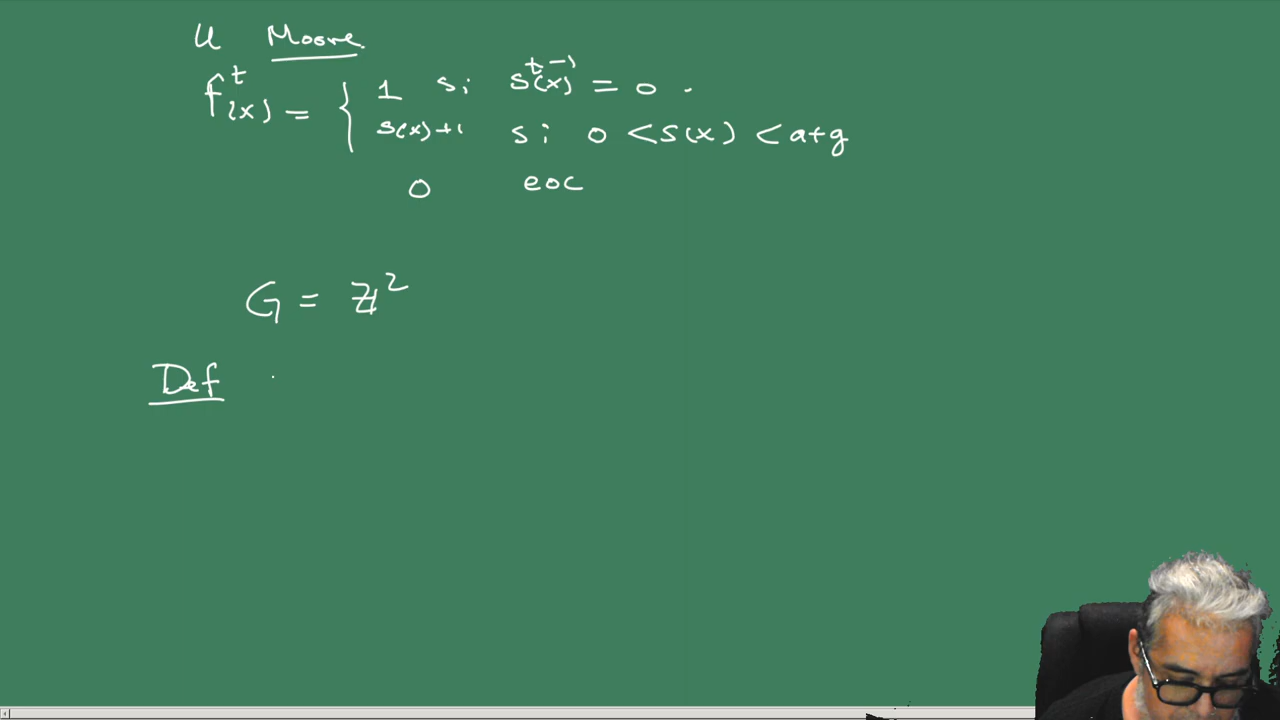 U Moore.
f̂^t(x) = { 1 si s^{t-1}(x) = 0 .
s(x)+1 si 0 < s(x) < a+g
0 eoc
G = ℤ²
Def